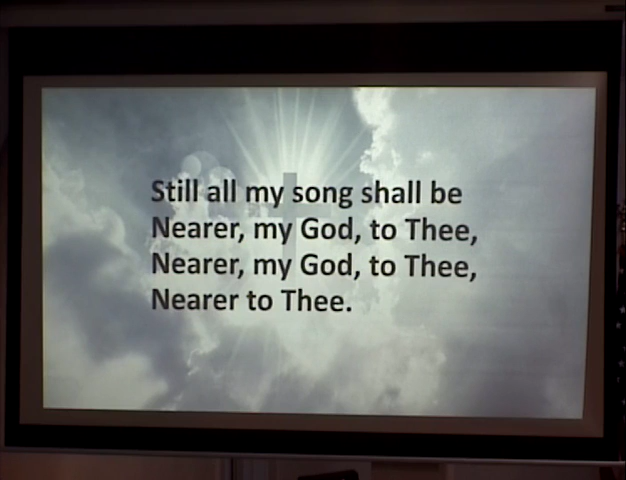 Still all my song shall be
Nearer, my God, to Thee,
Nearer, my God, to Thee,
Nearer to Thee.